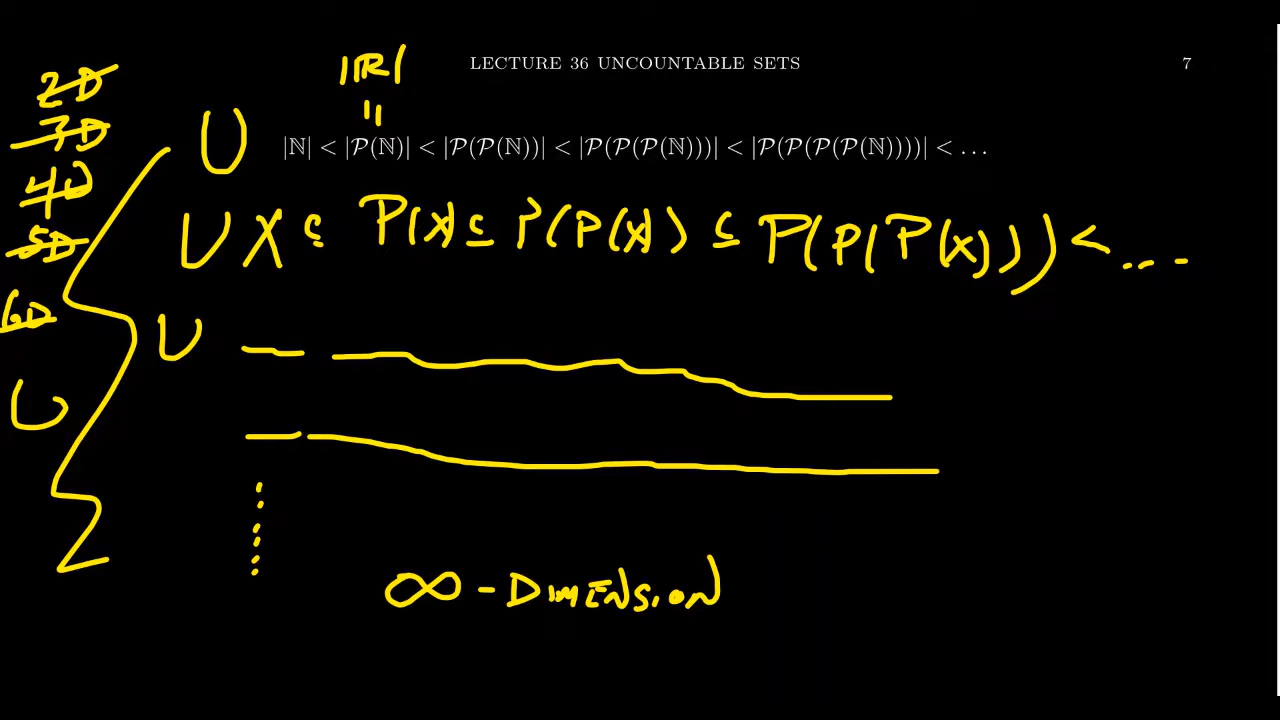 LECTURE 36 UNCOUNTABLE SETS 7
|ℝ|
||
∪ |ℕ| < |𝒫(ℕ)| < |𝒫(𝒫(ℕ))| < |𝒫(𝒫(𝒫(ℕ)))| < |𝒫(𝒫(𝒫(𝒫(ℕ))))| < ...
∪ X ⊆ P(X) ⊆ P(P(X)) ⊆ P(P(P(X))) < ...
∪
∞ - DIMENSION
2D
3D
4D
5D
6D
∪